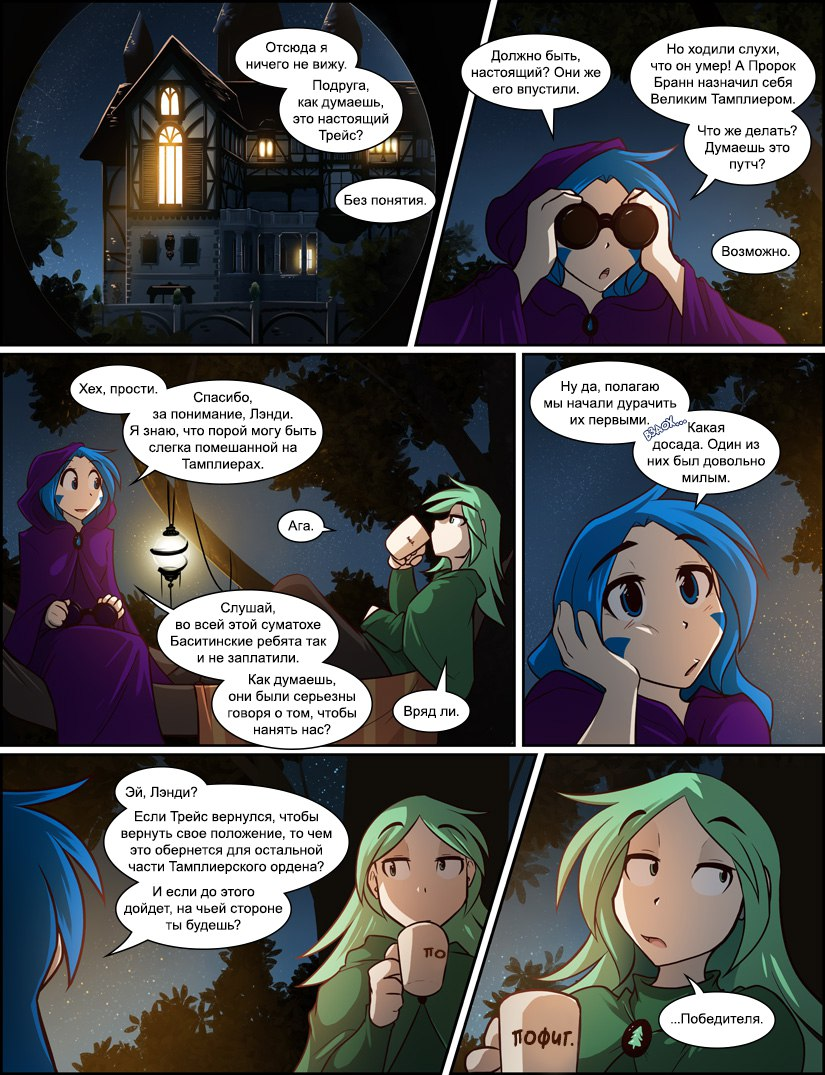 Отсюда я
ничего не вижу.
Подруга,
как думаешь,
это настоящий
Трейс?
Без понятия.
Должно быть,
настоящий? Они же
его впустили.
Но ходили слухи,
что он умер! А Пророк
Бранн назначил себя
Великим Тамплиером.
Что же делать?
Думаешь это
путч?
Возможно.
Хех, прости.
Спасибо,
за понимание, Лэнди.
Я знаю, что порой могу быть
слегка помешанной на
Тамплиерах.
Ага.
Слушай,
во всей этой суматохе
Баситинские ребята так
и не заплатили.
Как думаешь,
они были серьезны
говоря о том, чтобы
нанять нас?
Вряд ли.
Ну да, полагаю
мы начали дурачить
их первыми.
ВЗДОХ...
Какая
досада. Один из
них был довольно
милым.
Эй, Лэнди?
Если Трейс вернулся, чтобы
вернуть свое положение, то чем
это обернется для остальной
части Тамплиерского ордена?
И если до этого
дойдет, на чьей стороне
ты будешь?
ПО
...Победителя.
ПОФИГ.